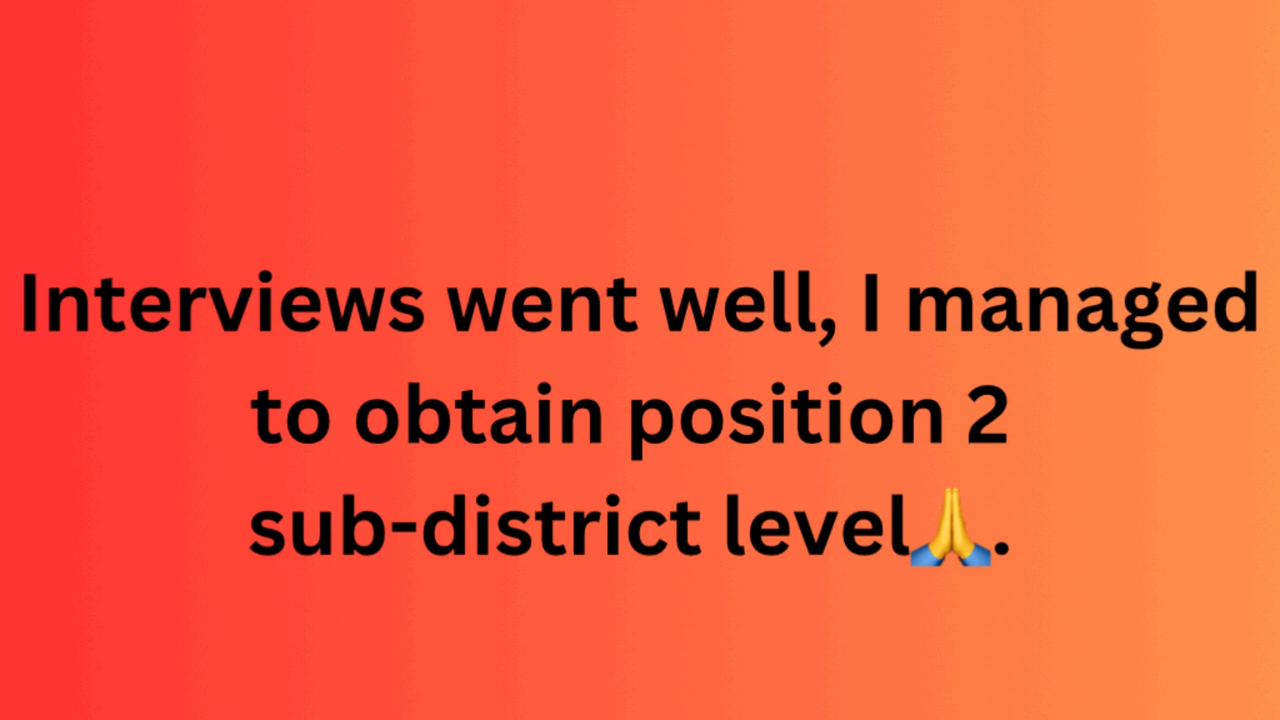 Interviews went well, I managed
to obtain position 2
sub-district level🙏.